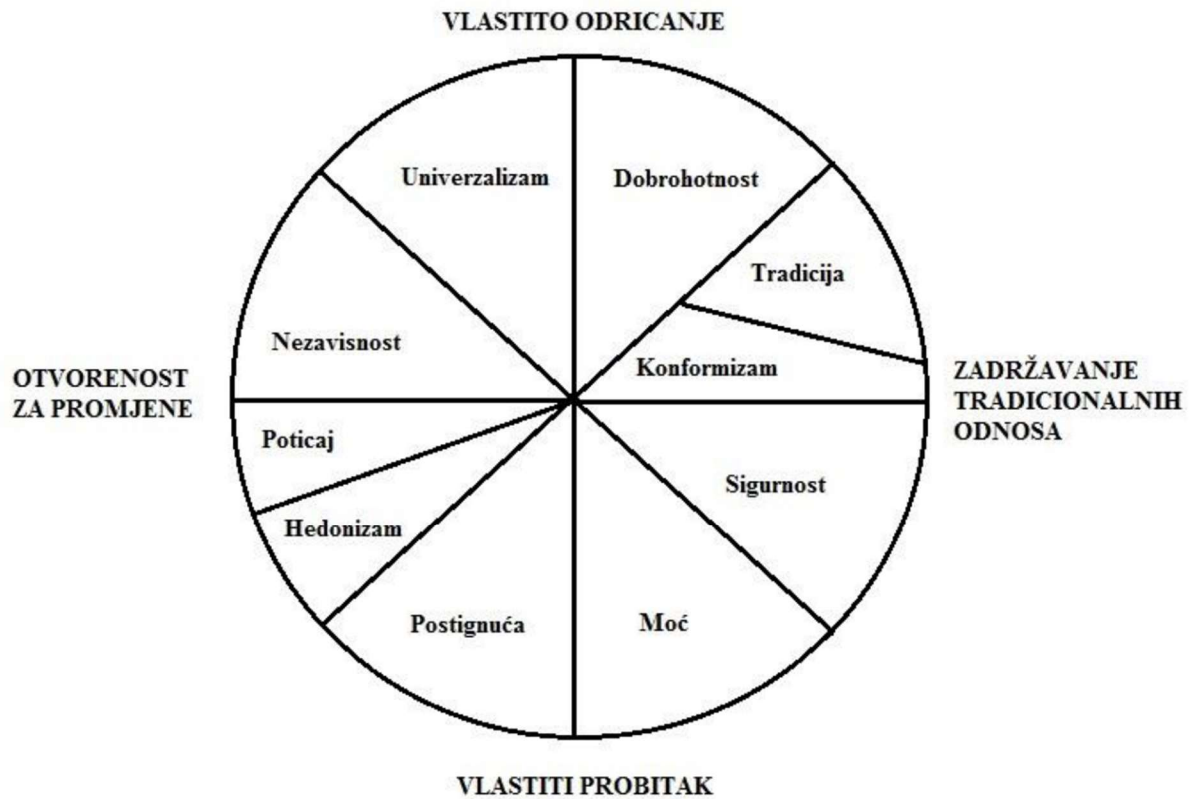 VLASTITO ODRICANJE
Univerzalizam
Dobrohotnost
Tradicija
Nezavisnost
Konformizam
OTVORENOST
ZA PROMJENE
ZADRŽAVANJE
TRADICIONALNIH
ODNOSA
Poticaj
Sigurnost
Hedonizam
Postignuća
Moć
VLASTITI PROBITAK